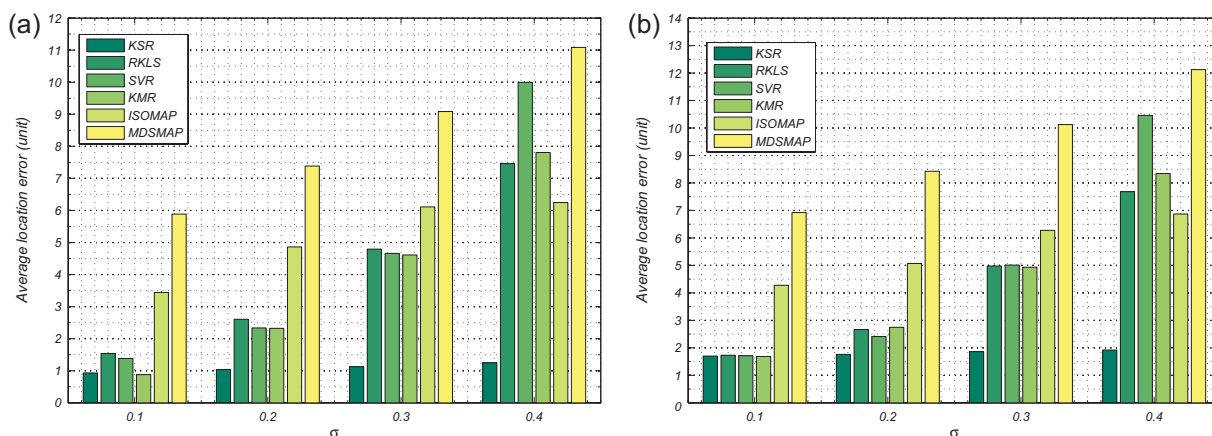 (a)
12
11
10
9
8
7
6
5
4
3
2
1
0
Average location error (unit)
KSR
RKLS
SVR
KMR
ISOMAP
MDSMAP
0.1 0.2 0.3 0.4
σ
(b)
14
13
12
11
10
9
8
7
6
5
4
3
2
1
0
Average location error (unit)
KSR
RKLS
SVR
KMR
ISOMAP
MDSMAP
0.1 0.2 0.3 0.4
σ